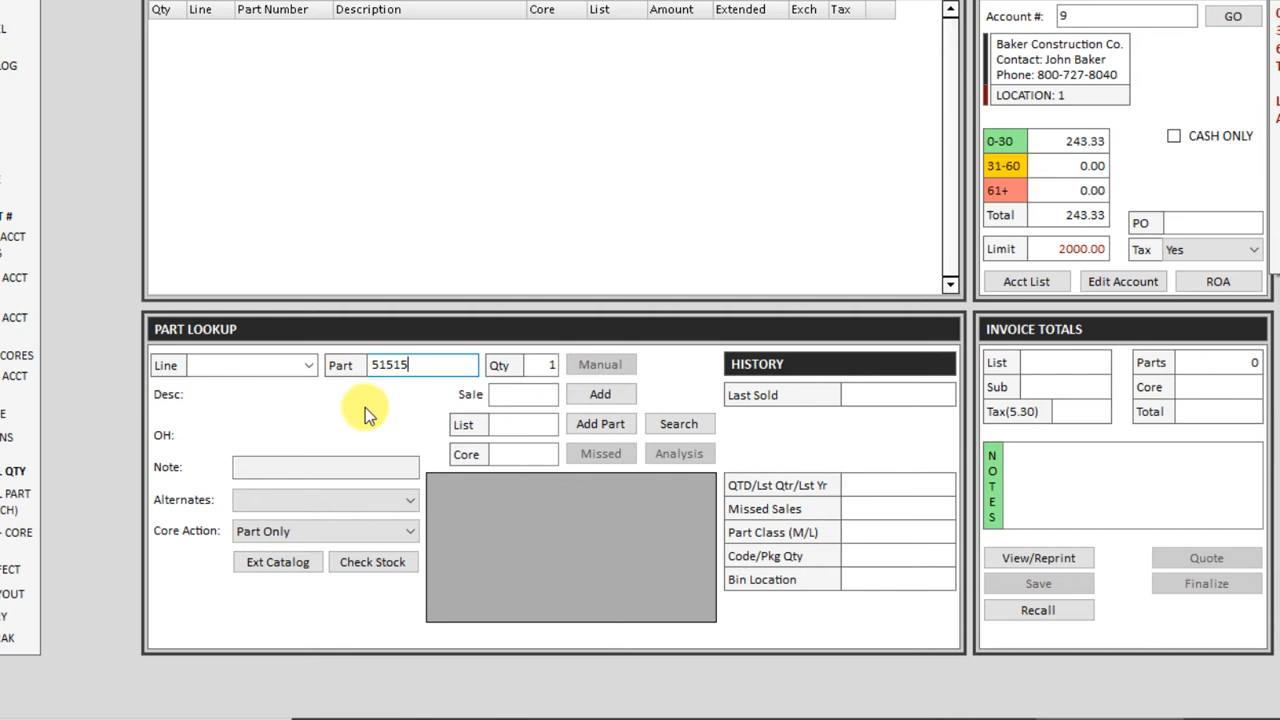 Qty Line Part Number Description Core List Amount Extended Exch Tax
Account #: 9 GO
Baker Construction Co.
Contact: John Baker
Phone: 800-727-8040
LOCATION: 1
0-30 243.33 CASH ONLY
31-60 0.00
61+ 0.00
Total 243.33 PO
Limit 2000.00 Tax Yes
Acct List Edit Account ROA
PART LOOKUP
Line Part 51515 Qty 1 Manual
Desc: Sale Add
List Add Part Search
OH:
Core Missed Analysis
Note:
Alternates:
Core Action: Part Only
Ext Catalog Check Stock
HISTORY
Last Sold
QTD/Lst Qtr/Lst Yr
Missed Sales
Part Class (M/L)
Code/Pkg Qty
Bin Location
INVOICE TOTALS
List Parts 0
Sub Core
Tax(5.30) Total
NOTES
View/Reprint Quote
Save Finalize
Recall
T #
ACCT
ACCT
ACCT
CORES
ACCT
QTY
PART
CH)
- CORE